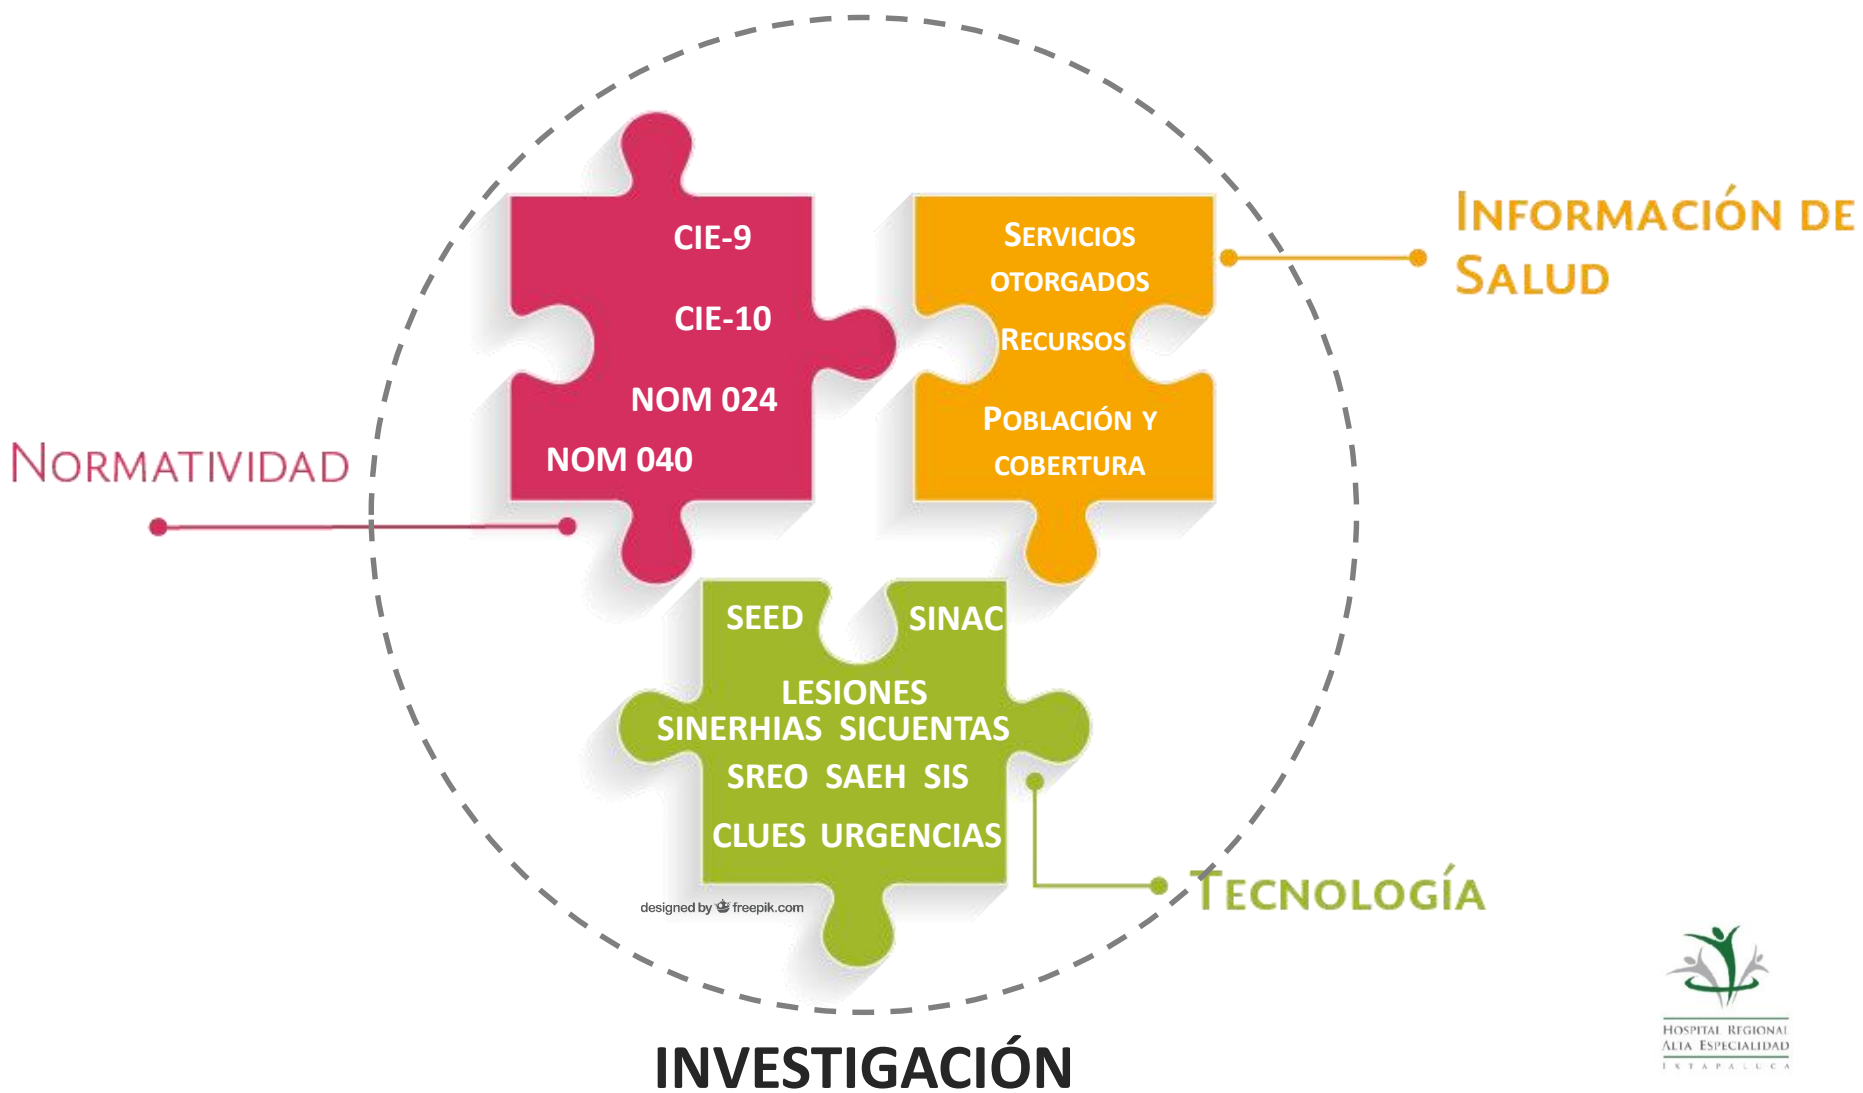 NORMATIVIDAD
CIE-9
CIE-10
NOM 024
NOM 040
SERVICIOS
OTORGADOS
RECURSOS
POBLACIÓN Y
COBERTURA
INFORMACIÓN DE
SALUD
SEED SINAC
LESIONES
SINERHIAS SICUENTAS
SREO SAEH SIS
CLUES URGENCIAS
TECNOLOGÍA
designed by freepik.com
INVESTIGACIÓN
HOSPITAL REGIONAL
ALTA ESPECIALIDAD
IXTAPALUCA